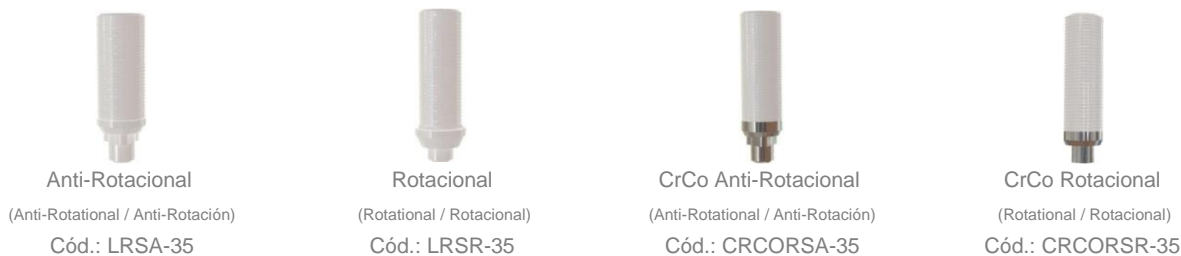 Anti-Rotacional
(Anti-Rotational / Anti-Rotación)
Cód.: LRSA-35
Rotacional
(Rotational / Rotacional)
Cód.: LRSR-35
CrCo Anti-Rotacional
(Anti-Rotational / Anti-Rotación)
Cód.: CRCORSA-35
CrCo Rotacional
(Rotational / Rotacional)
Cód.: CRCORSR-35